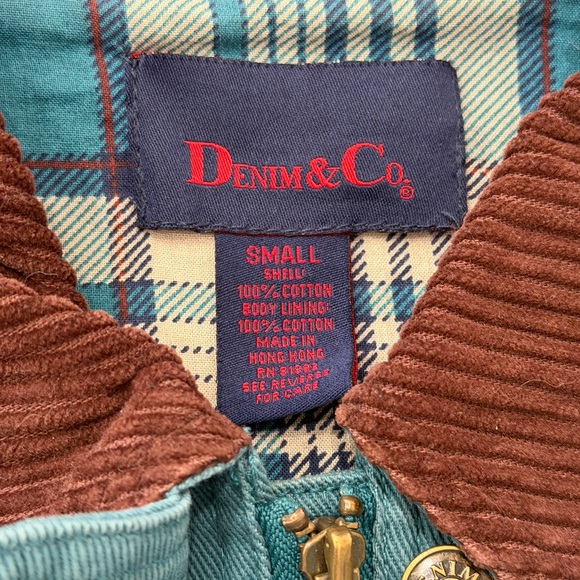 DENIM & CO.®
SMALL
SHELL:
100% COTTON
BODY LINING:
100% COTTON
MADE IN
HONG KONG
SEE REVERSE
FOR CARE